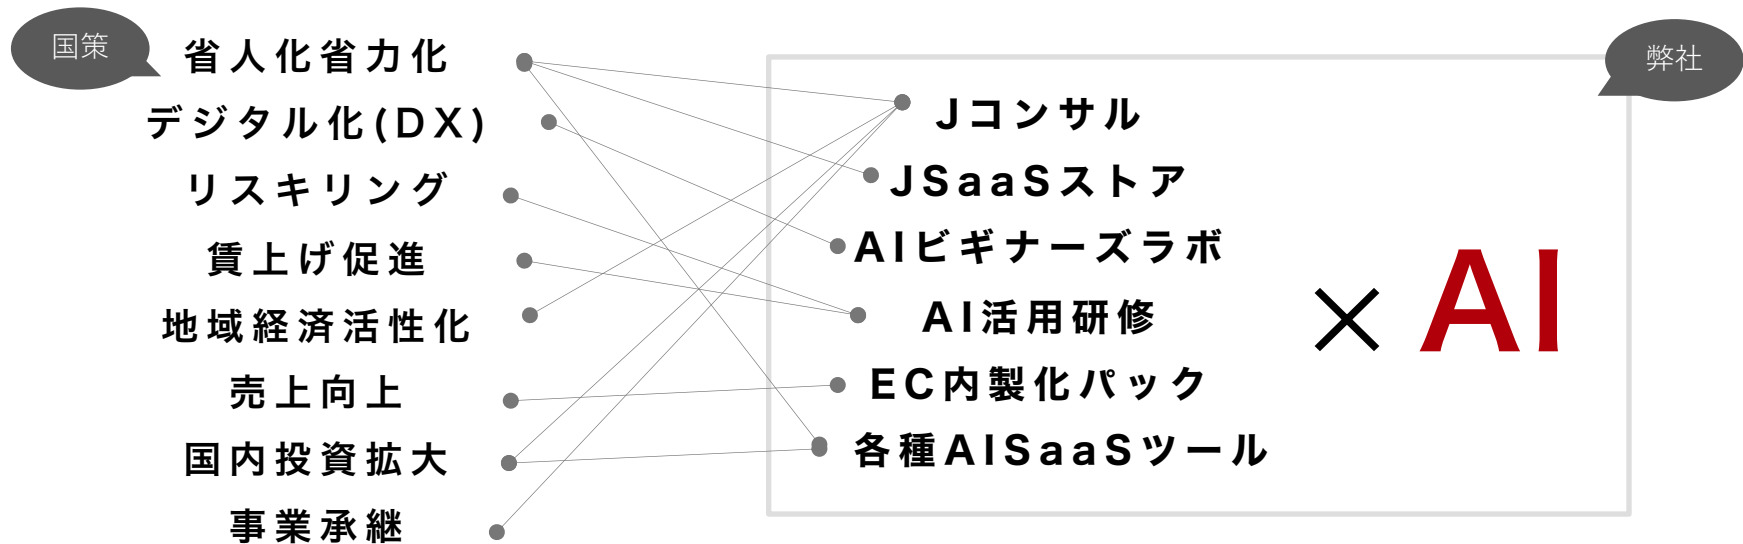 国策
省人化省力化
デジタル化(DX)
リスキリング
賃上げ促進
地域経済活性化
売上向上
国内投資拡大
事業承継
弊社
Jコンサル
JSaaSストア
AIビギナーズラボ
AI活用研修
EC内製化パック
各種AISaaSツール
×AI